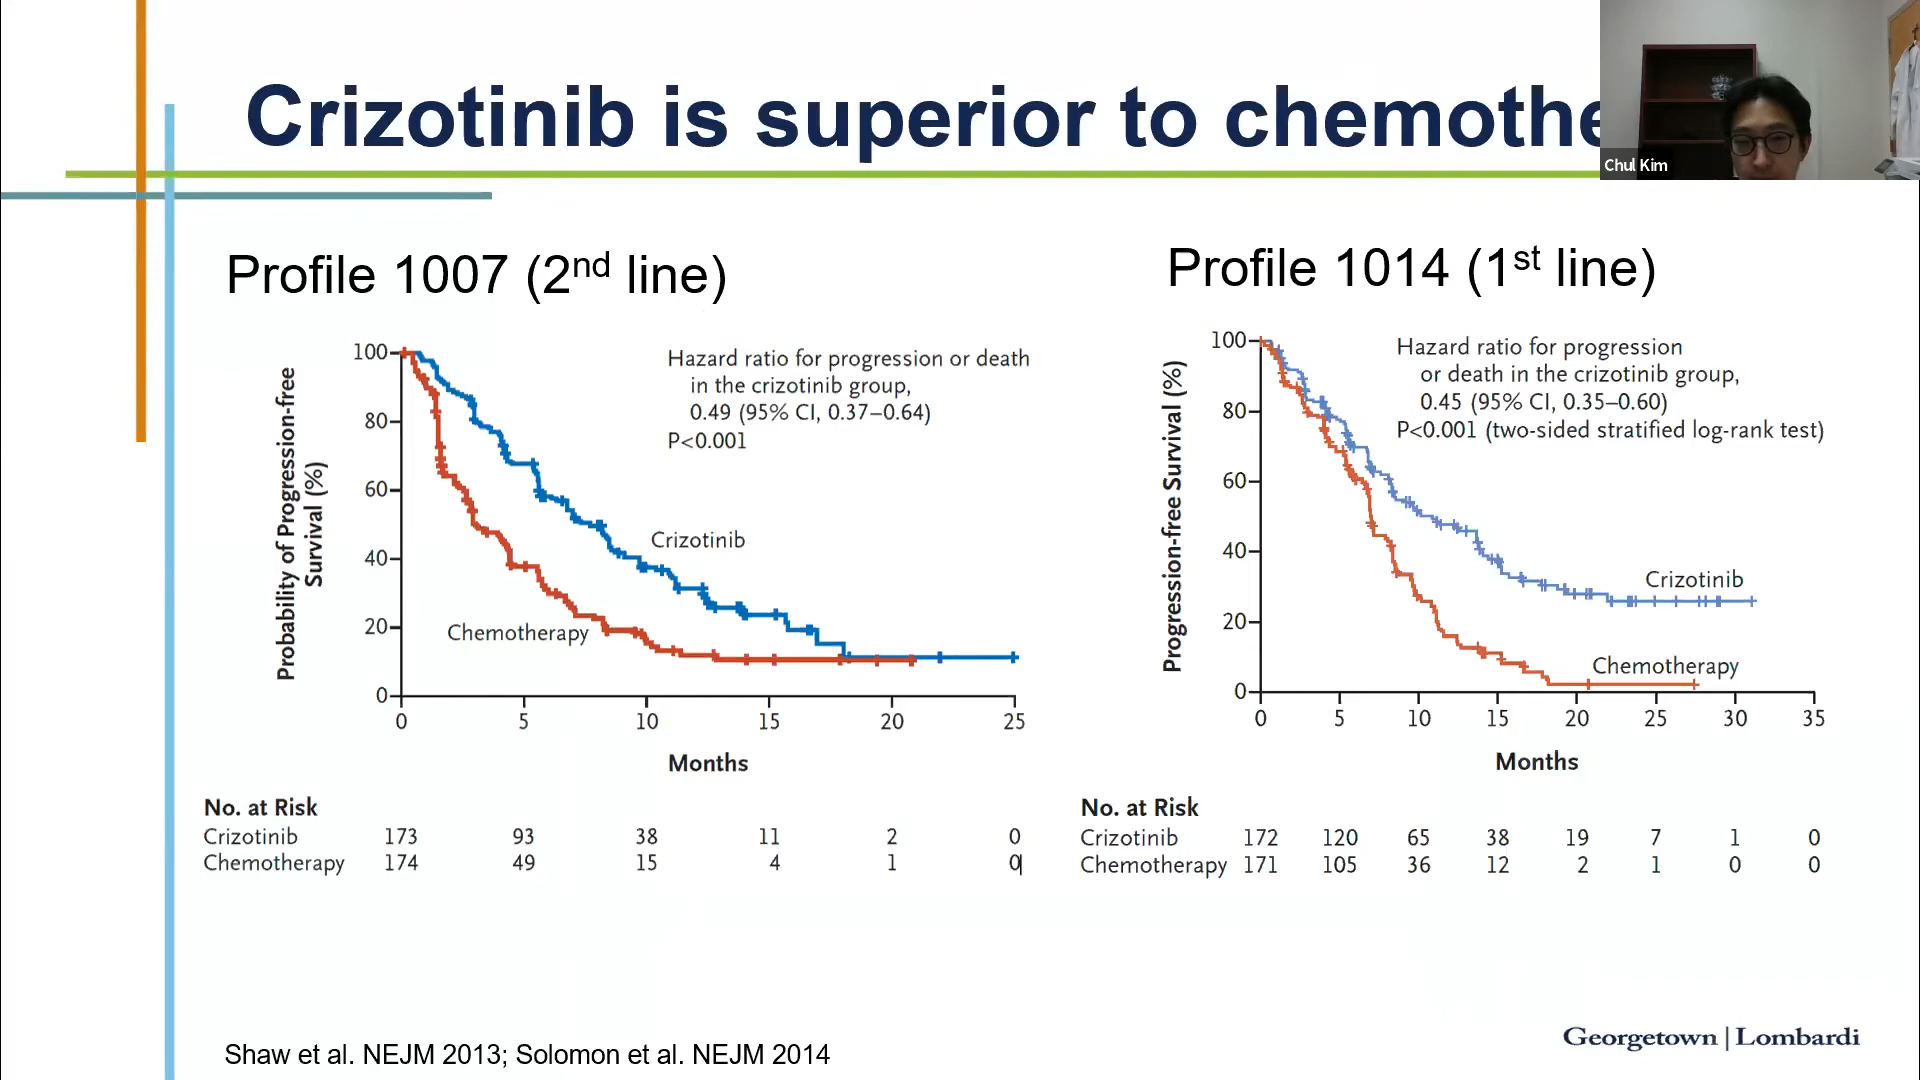 Crizotinib is superior to chemothe
Chul Kim
Profile 1007 (2nd line)
Probability of Progression-free
Survival (%)
100
80
60
40
20
0
Hazard ratio for progression or death
in the crizotinib group,
0.49 (95% CI, 0.37–0.64)
P<0.001
Crizotinib
Chemotherapy
0 5 10 15 20 25
Months
No. at Risk
Crizotinib 173 93 38 11 2 0
Chemotherapy 174 49 15 4 1 0
Profile 1014 (1st line)
Progression-free Survival (%)
100
80
60
40
20
0
Hazard ratio for progression
or death in the crizotinib group,
0.45 (95% CI, 0.35–0.60)
P<0.001 (two-sided stratified log-rank test)
Crizotinib
Chemotherapy
0 5 10 15 20 25 30 35
Months
No. at Risk
Crizotinib 172 120 65 38 19 7 1 0
Chemotherapy 171 105 36 12 2 1 0 0
Shaw et al. NEJM 2013; Solomon et al. NEJM 2014
Georgetown | Lombardi